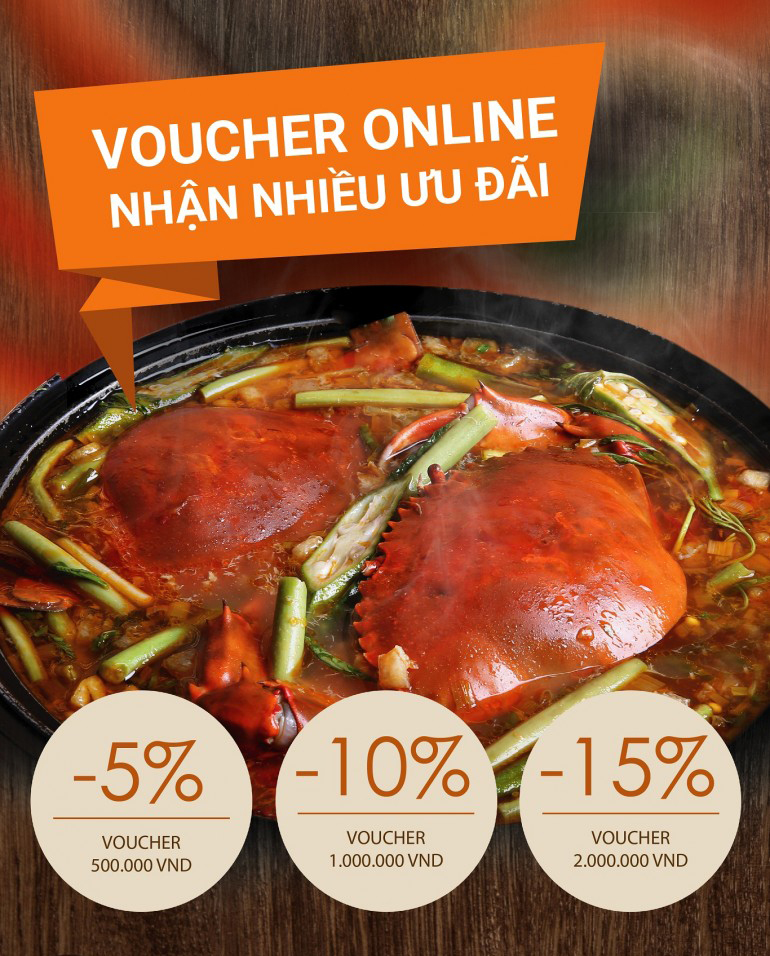 VOUCHER ONLINE
NHẬN NHIỀU ƯU ĐÃI
-5%
VOUCHER
500.000 VND
-10%
VOUCHER
1.000.000 VND
-15%
VOUCHER
2.000.000 VND